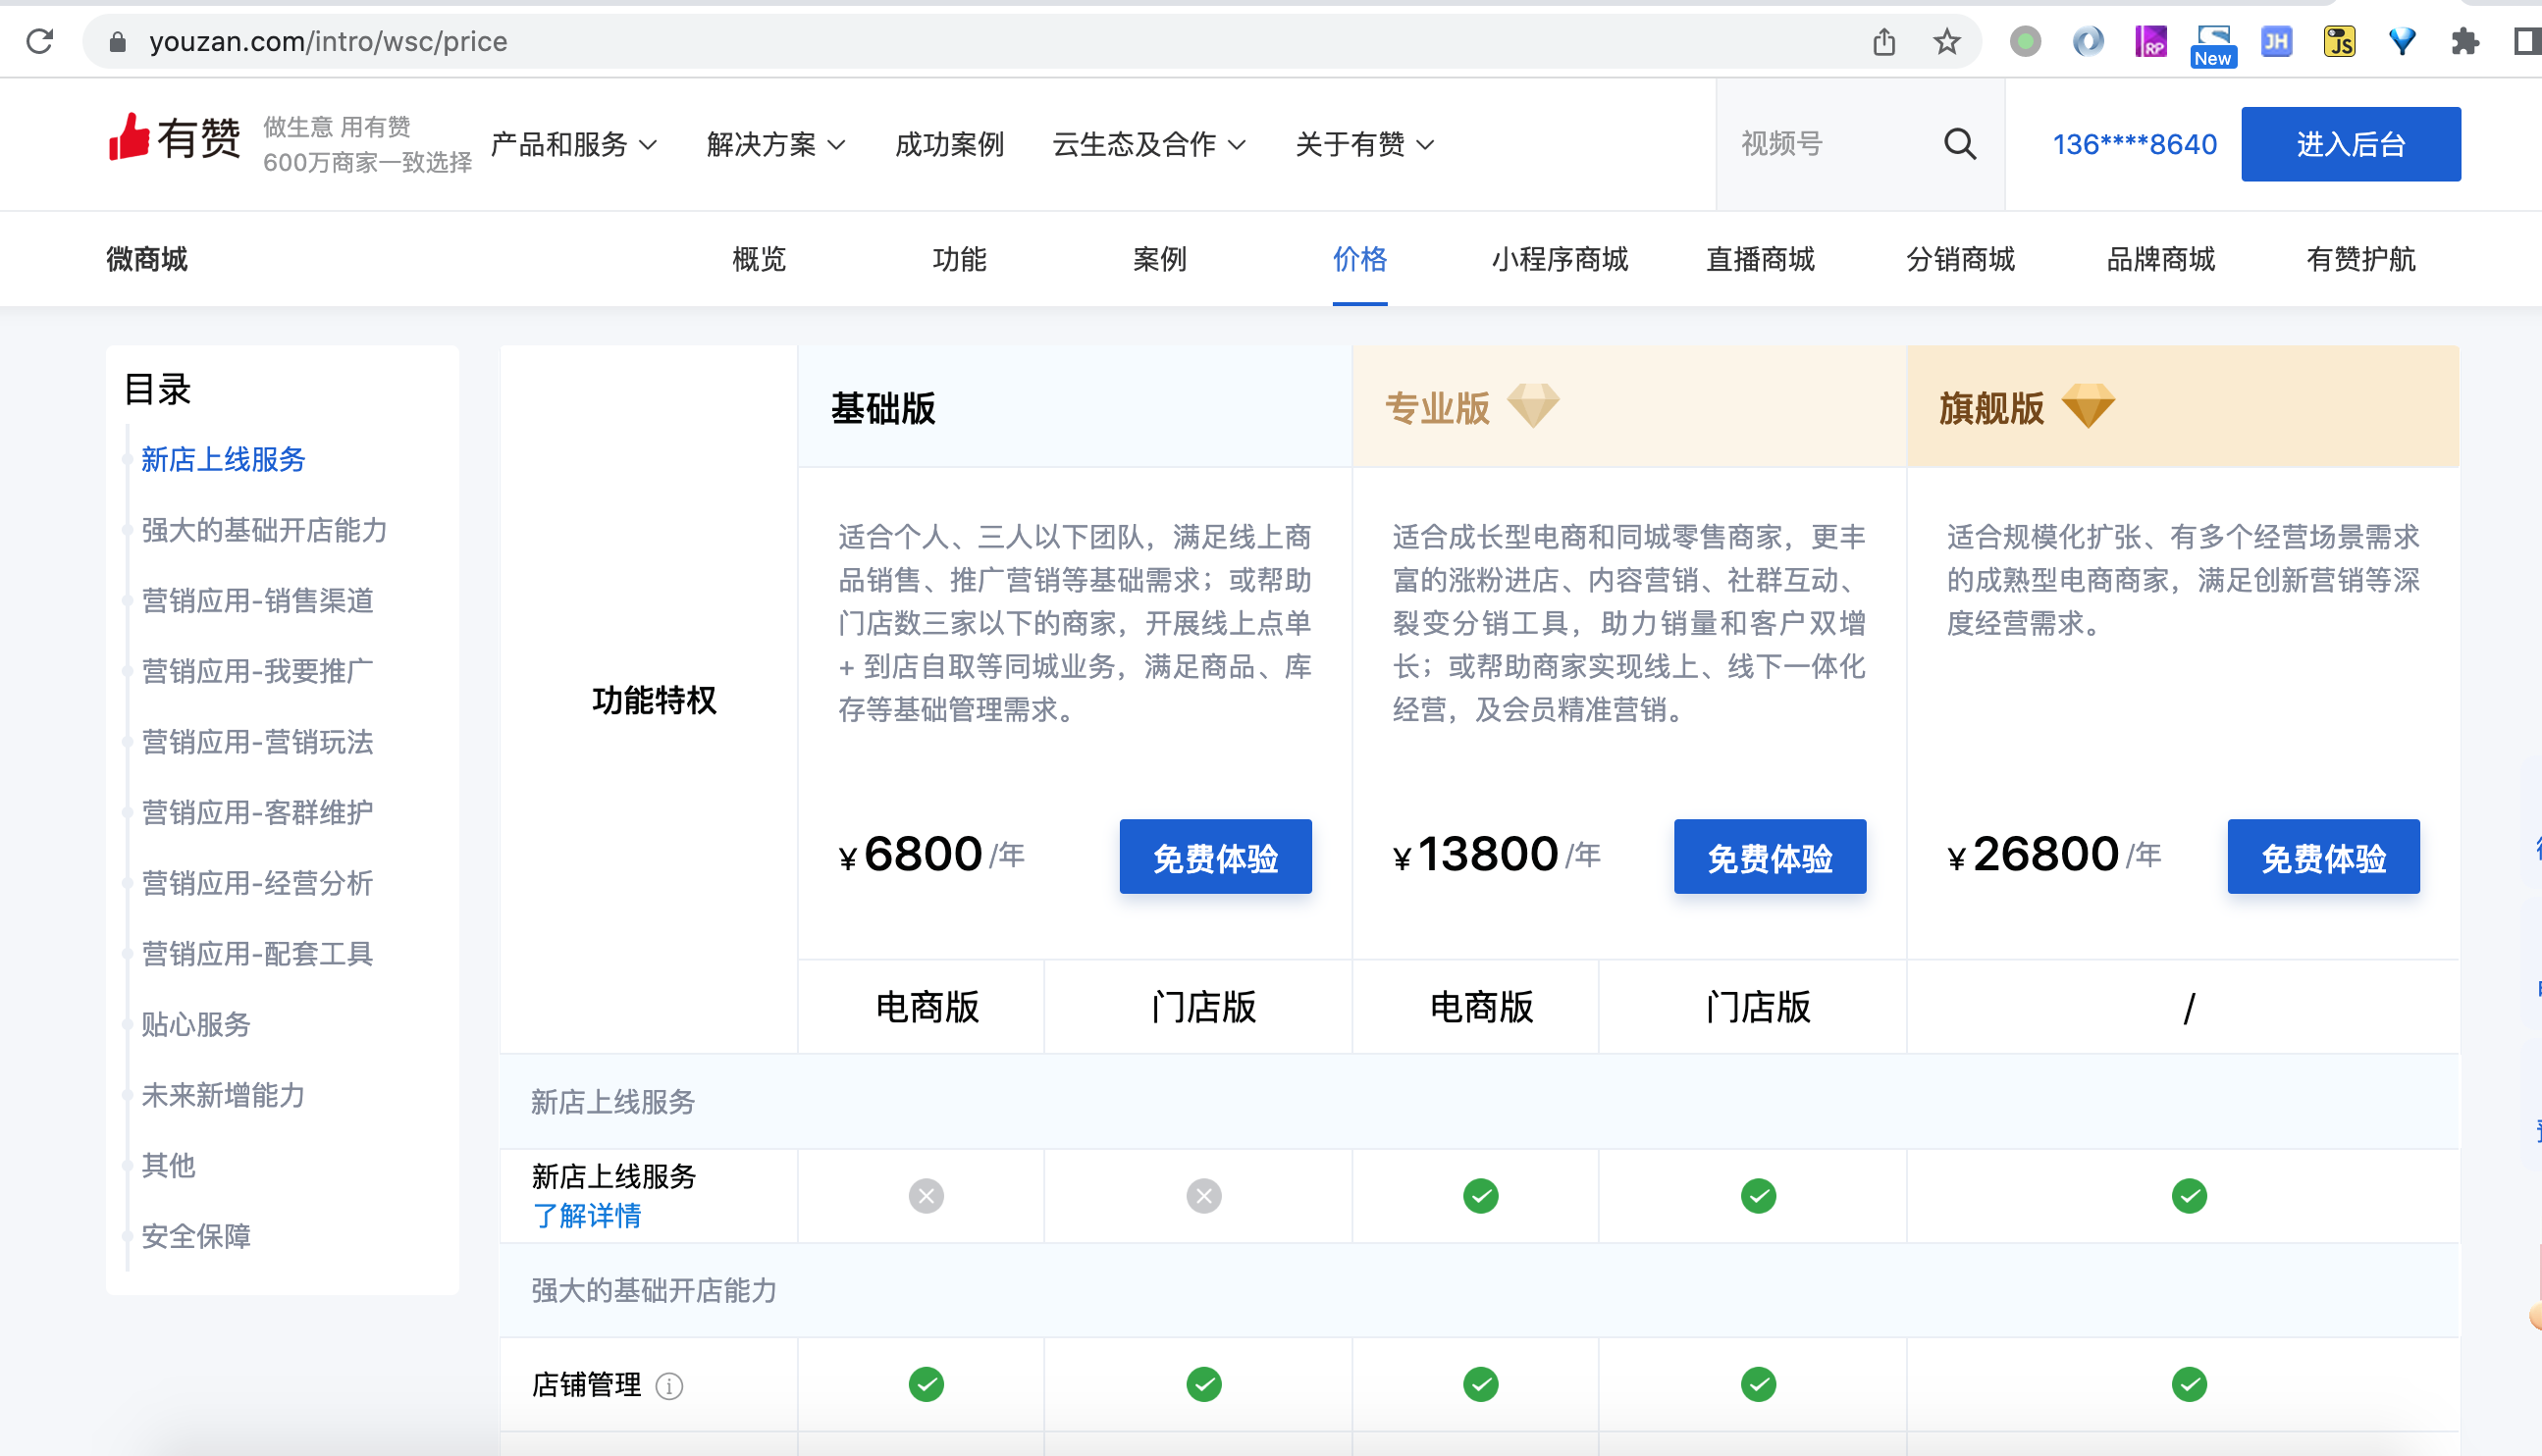 youzan.com/intro/wsc/price
RP
New
JH
JS
有赞
做生意 用有赞
600万商家一致选择
产品和服务
解决方案
成功案例
云生态及合作
关于有赞
视频号
136****8640
进入后台
微商城
概览
功能
案例
价格
小程序商城
直播商城
分销商城
品牌商城
有赞护航
目录
新店上线服务
强大的基础开店能力
营销应用-销售渠道
营销应用-我要推广
营销应用-营销玩法
营销应用-客群维护
营销应用-经营分析
营销应用-配套工具
贴心服务
未来新增能力
其他
安全保障
功能特权
基础版
适合个人、三人以下团队，满足线上商
品销售、推广营销等基础需求；或帮助
门店数三家以下的商家，开展线上点单
+ 到店自取等同城业务，满足商品、库
存等基础管理需求。
¥ 6800 /年
免费体验
专业版
适合成长型电商和同城零售商家，更丰
富的涨粉进店、内容营销、社群互动、
裂变分销工具，助力销量和客户双增
长；或帮助商家实现线上、线下一体化
经营，及会员精准营销。
¥ 13800 /年
免费体验
旗舰版
适合规模化扩张、有多个经营场景需求
的成熟型电商商家，满足创新营销等深
度经营需求。
¥ 26800 /年
免费体验
电商版
门店版
电商版
门店版
/
新店上线服务
新店上线服务
了解详情
强大的基础开店能力
店铺管理